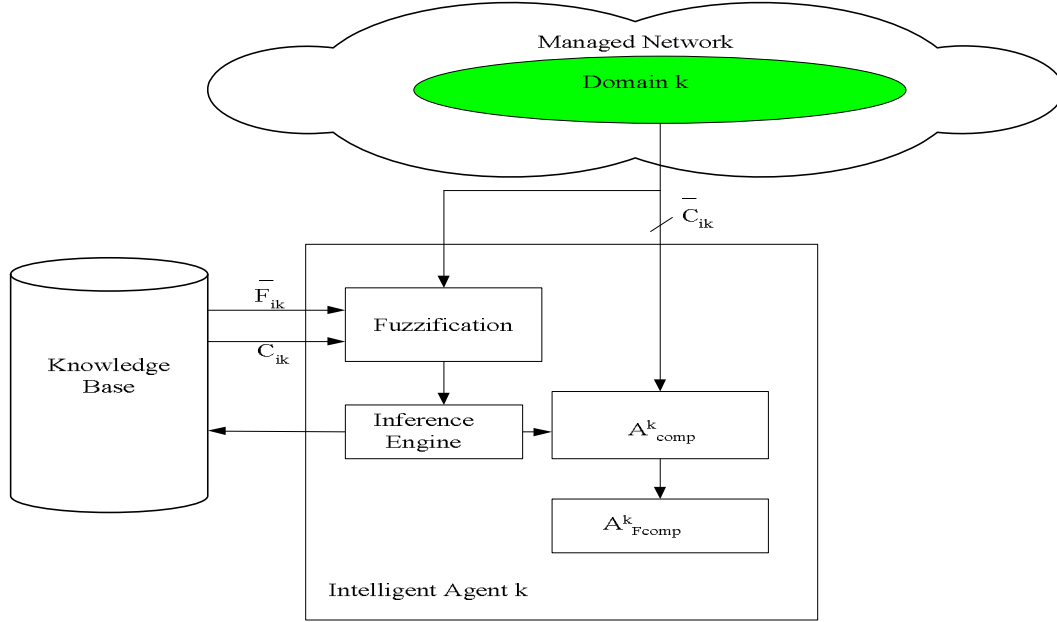 Managed Network
Domain k
C̅ik
F̅ik
Fuzzification
Cik
Knowledge
Base
Inference
Engine
Akcomp
AkFcomp
Intelligent Agent k